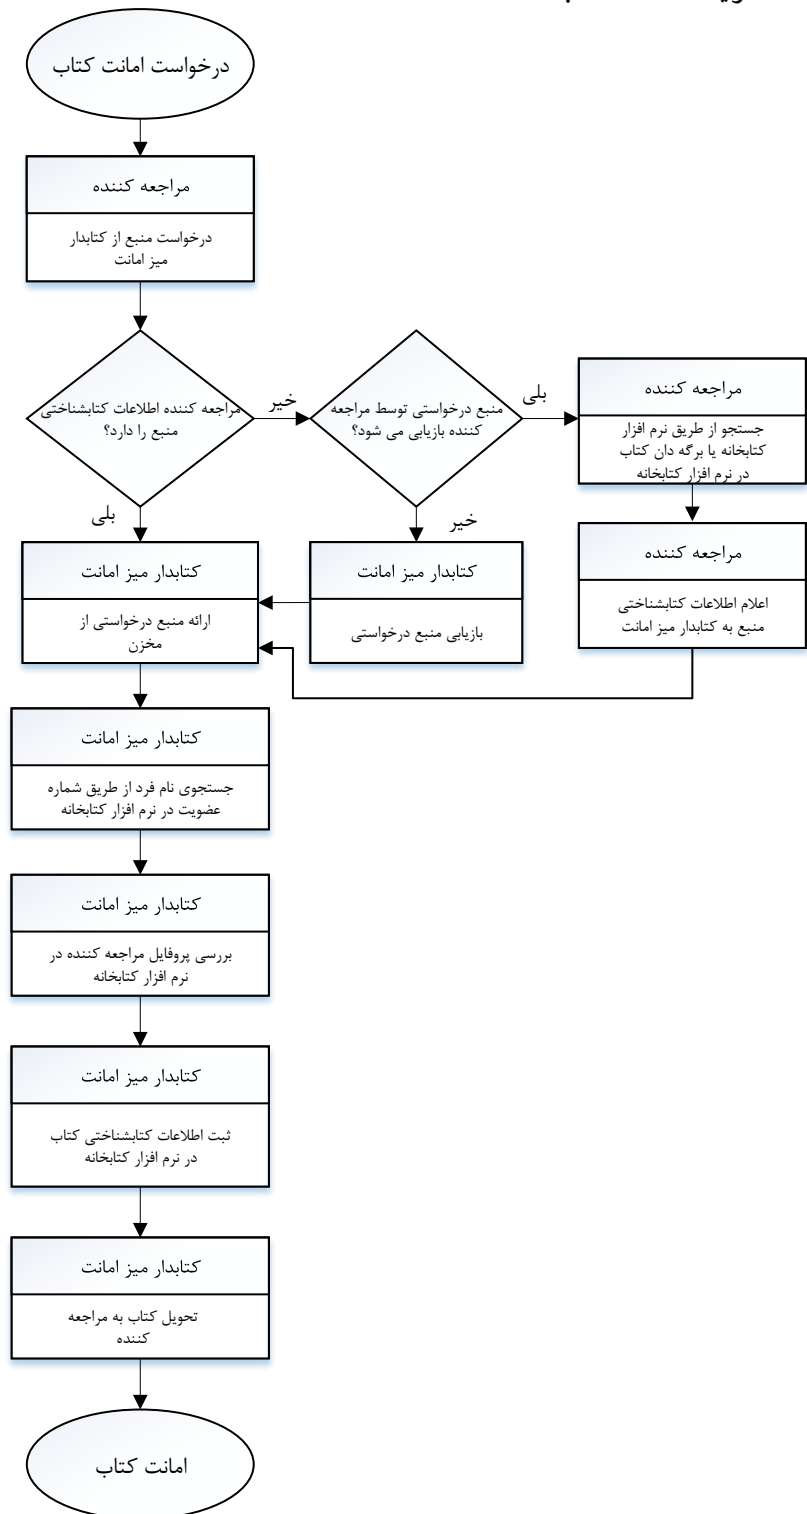 درخواست امانت کتاب
مراجعه کننده
درخواست منبع از کتابدار
میز امانت
مراجعه کننده اطلاعات کتابشناختی
منبع را دارد؟
خیر
بلی
منبع درخواستی توسط مراجعه
کننده بازیابی می شود؟
بلی
خیر
مراجعه کننده
جستجو از طریق نرم افزار
کتابخانه یا برگه دان کتاب
در نرم افزار کتابخانه
مراجعه کننده
اعلام اطلاعات کتابشناختی
منبع به کتابدار میز امانت
کتابدار میز امانت
بازیابی منبع درخواستی
کتابدار میز امانت
ارائه منبع درخواستی از
مخزن
کتابدار میز امانت
جستجوی نام فرد از طریق شماره
عضویت در نرم افزار کتابخانه
کتابدار میز امانت
بررسی پروفایل مراجعه کننده در
نرم افزار کتابخانه
کتابدار میز امانت
ثبت اطلاعات کتابشناختی کتاب
در نرم افزار کتابخانه
کتابدار میز امانت
تحویل کتاب به مراجعه
کننده
امانت کتاب